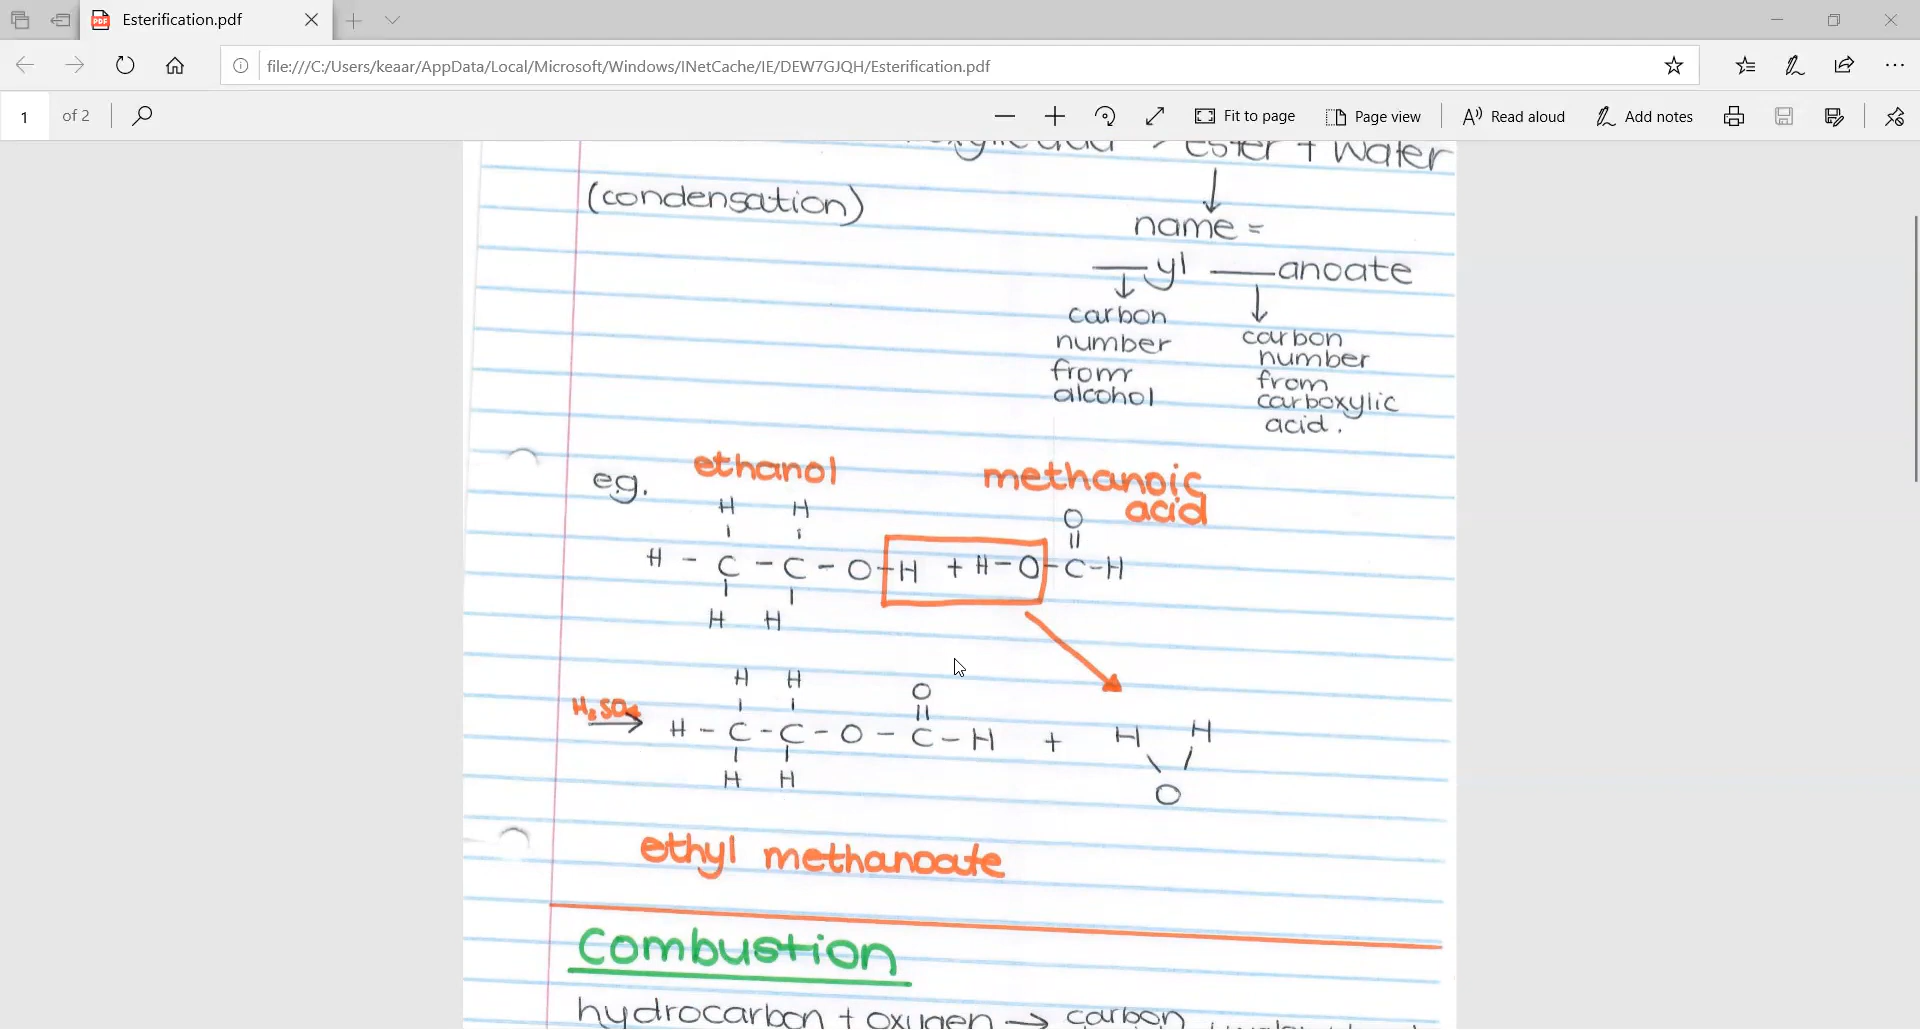 Esterification.pdf
file:///C:/Users/keaar/AppData/Local/Microsoft/Windows/INetCache/IE/DEW7GJQH/Esterification.pdf
1 of 2
Fit to page
Page view
Read aloud
Add notes
Ester + Water
(condensation)
name =
___yl ___anoate
carbon number from alcohol
carbon number from carboxylic acid.
eg. ethanol methanoic acid
H H O
H - C - C - O - H + H - O - C - H
H H
H H O H H
H₂SO₄ H - C - C - O - C - H +
H H O
ethyl methanoate
Combustion
hydrocarbon + oxygen → carbon